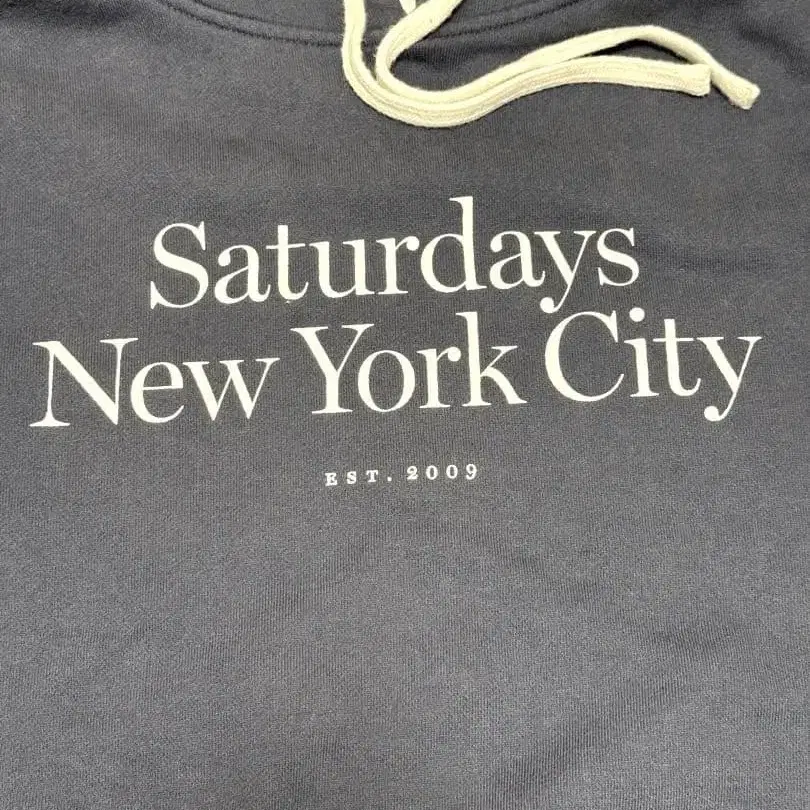 Saturdays
New York City
EST. 2009